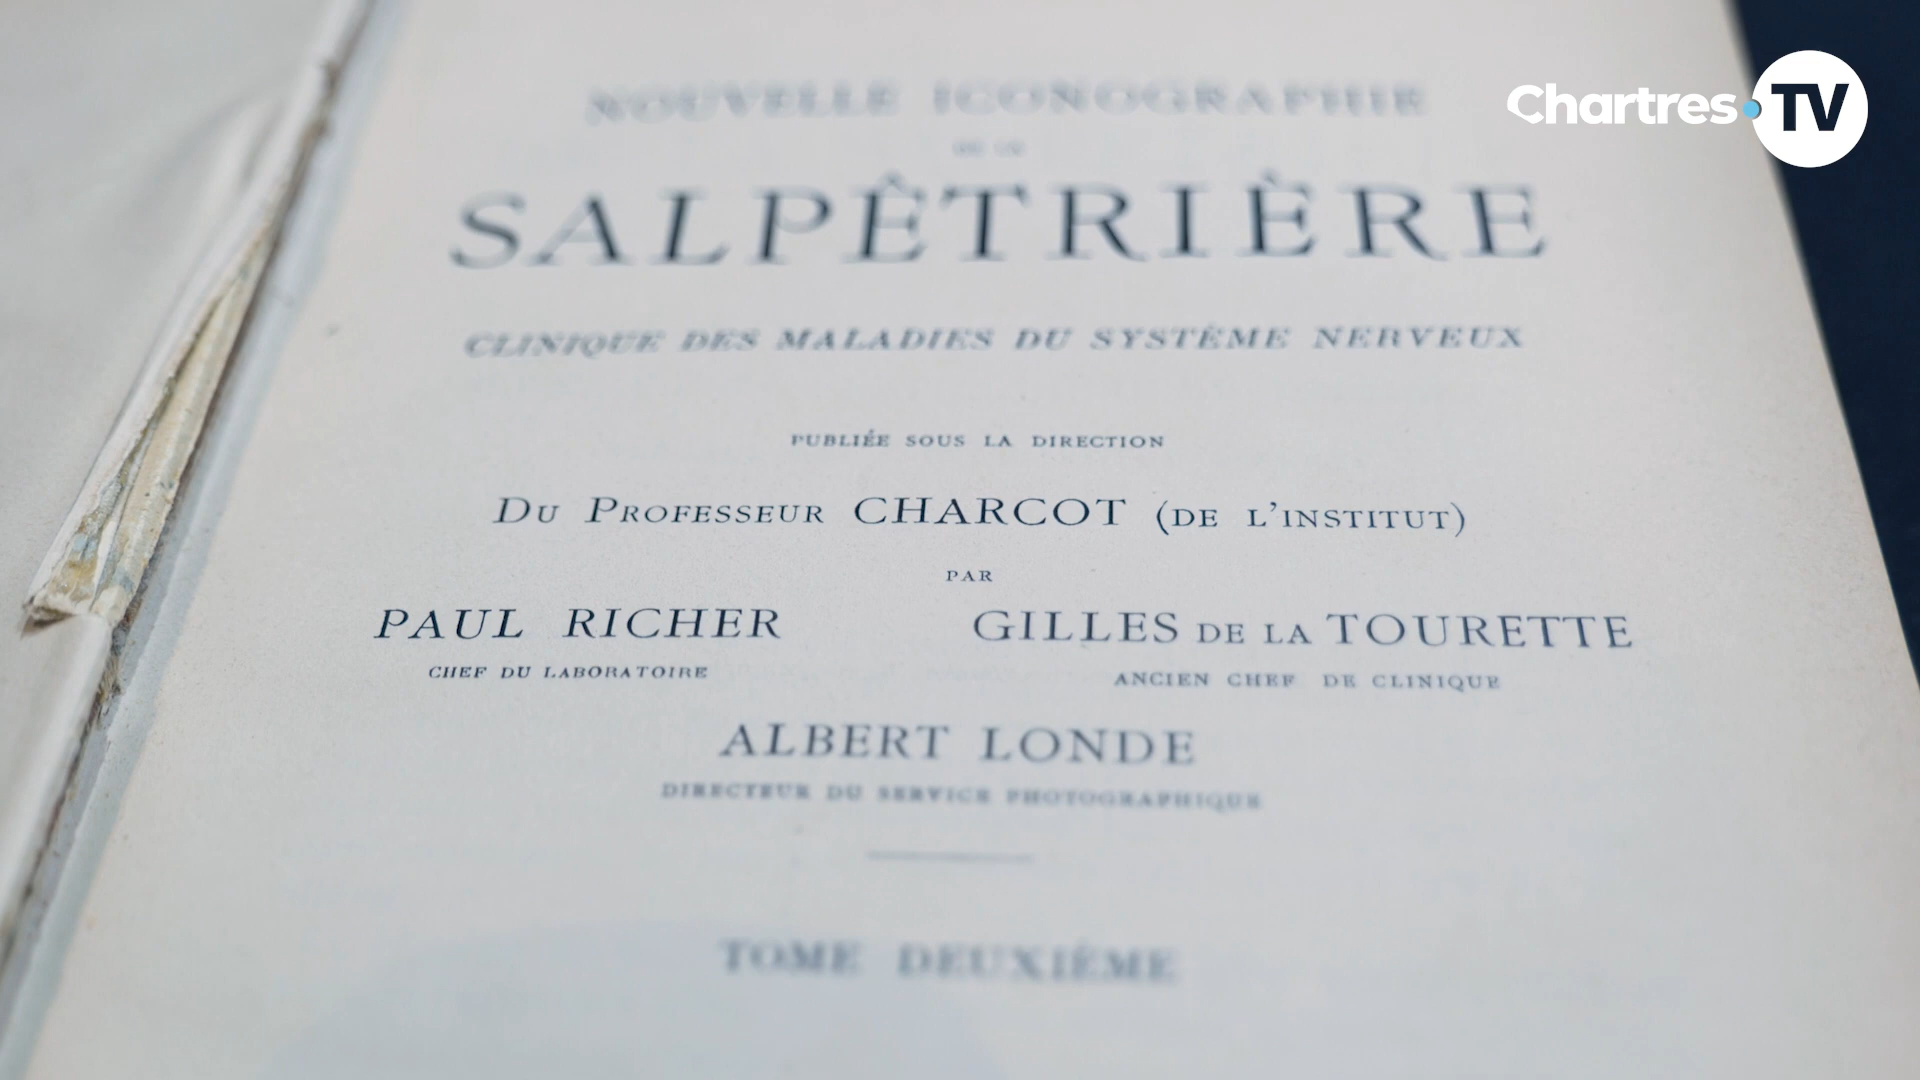 Chartres TV
NOUVELLE ICONOGRAPHIE
DE LA
SALPÊTRIÈRE
CLINIQUE DES MALADIES DU SYSTÈME NERVEUX
PUBLIÉE SOUS LA DIRECTION
DU PROFESSEUR CHARCOT (DE L'INSTITUT)
PAR
PAUL RICHER GILLES DE LA TOURETTE
CHEF DU LABORATOIRE ANCIEN CHEF DE CLINIQUE
ALBERT LONDE
DIRECTEUR DU SERVICE PHOTOGRAPHIQUE
TOME DEUXIÈME